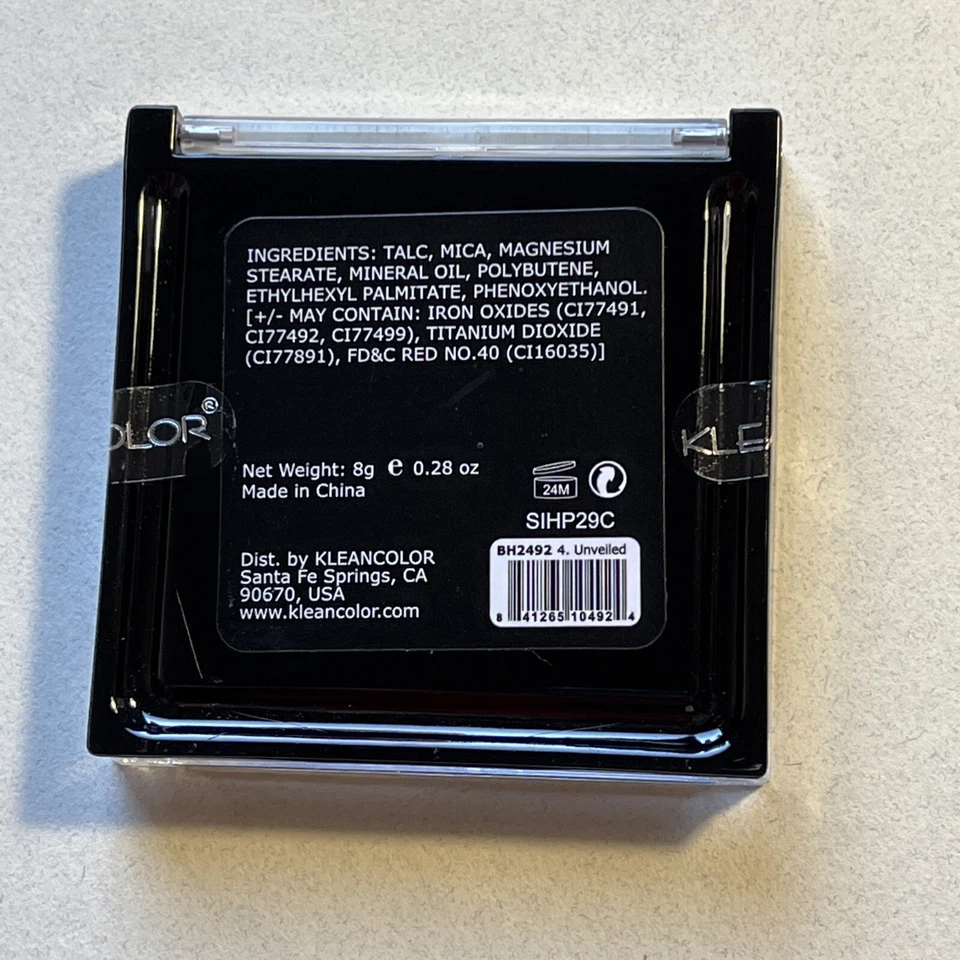 INGREDIENTS: TALC, MICA, MAGNESIUM
STEARATE, MINERAL OIL, POLYBUTENE,
ETHYLHEXYL PALMITATE, PHENOXYETHANOL.
[+/- MAY CONTAIN: IRON OXIDES (CI77491,
CI77492, CI77499), TITANIUM DIOXIDE
(CI77891), FD&C RED NO.40 (CI16035)]
OLOR®
KLEA
Net Weight: 8g e 0.28 oz
Made in China
24M
SIHP29C
Dist. by KLEANCOLOR
Santa Fe Springs, CA
90670, USA
www.kleancolor.com
BH2492 4. Unveiled
8 41265 10492 4